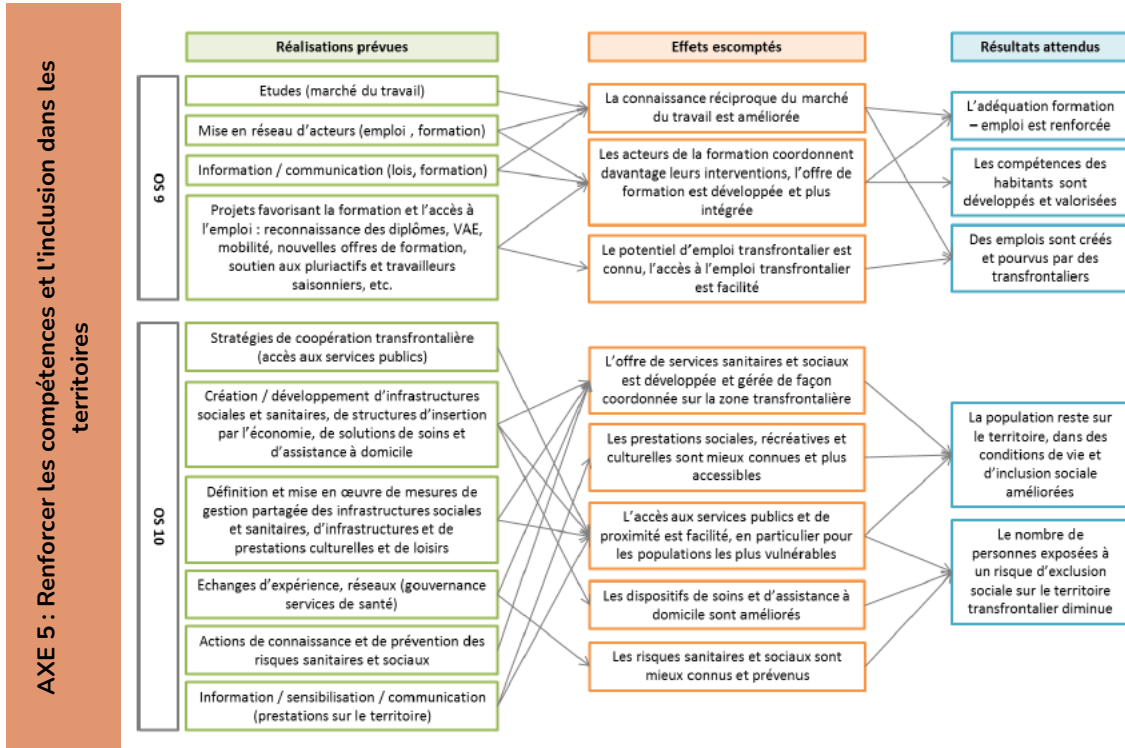 AXE 5 : Renforcer les compétences et l'inclusion dans les
territoires
Réalisations prévues
Effets escomptés
Résultats attendus
OS 9
Etudes (marché du travail)
Mise en réseau d'acteurs (emploi , formation)
Information / communication (lois, formation)
Projets favorisant la formation et l'accès à
l'emploi : reconnaissance des diplômes, VAE,
mobilité, nouvelles offres de formation,
soutien aux pluriactifs et travailleurs
saisonniers, etc.
La connaissance réciproque du marché
du travail est améliorée
Les acteurs de la formation coordonnent
davantage leurs interventions, l'offre de
formation est développée et plus
intégrée
Le potentiel d'emploi transfrontalier est
connu, l'accès à l'emploi transfrontalier
est facilité
L'adéquation formation
– emploi est renforcée
Les compétences des
habitants sont
développés et valorisées
Des emplois sont créés
et pourvus par des
transfrontaliers
OS 10
Stratégies de coopération transfrontalière
(accès aux services publics)
Création / développement d'infrastructures
sociales et sanitaires, de structures d'insertion
par l'économie, de solutions de soins et
d'assistance à domicile
Définition et mise en œuvre de mesures de
gestion partagée des infrastructures sociales
et sanitaires, d'infrastructures et de
prestations culturelles et de loisirs
Echanges d'expérience, réseaux (gouvernance
services de santé)
Actions de connaissance et de prévention des
risques sanitaires et sociaux
Information / sensibilisation / communication
(prestations sur le territoire)
L'offre de services sanitaires et sociaux
est développée et gérée de façon
coordonnée sur la zone transfrontalière
Les prestations sociales, récréatives et
culturelles sont mieux connues et plus
accessibles
L'accès aux services publics et de
proximité est facilité, en particulier pour
les populations les plus vulnérables
Les dispositifs de soins et d'assistance à
domicile sont améliorés
Les risques sanitaires et sociaux sont
mieux connus et prévenus
La population reste sur
le territoire, dans des
conditions de vie et
d'inclusion sociale
améliorées
Le nombre de
personnes exposées à
un risque d'exclusion
sociale sur le territoire
transfrontalier diminue